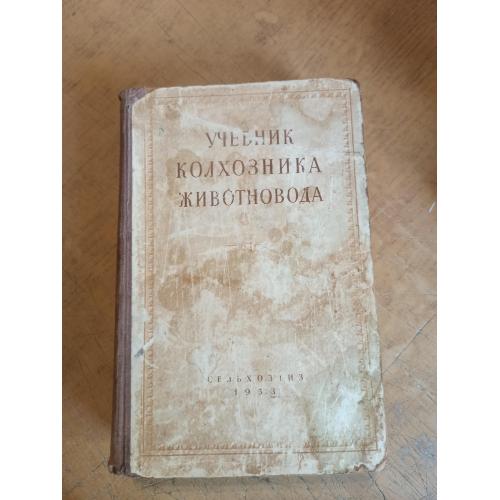 УЧЕБНИК
КОЛХОЗНИКА
ЖИВОТНОВОДА
СЕЛЬХОЗГИЗ
1953